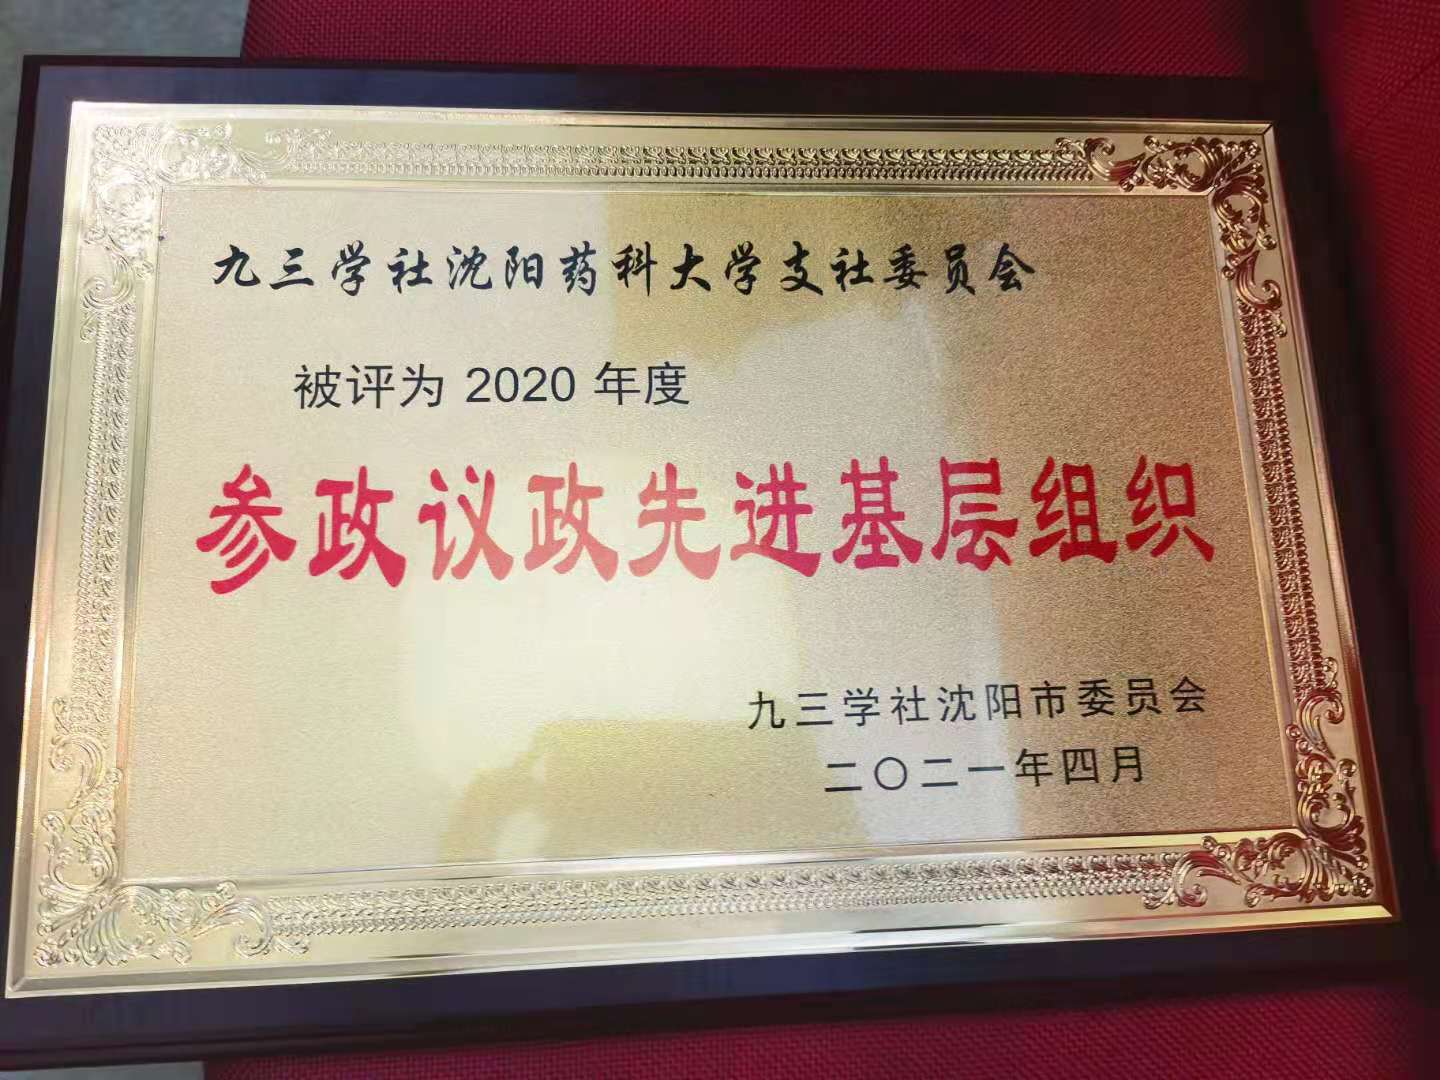 九三学社沈阳药科大学支社委员会
被评为 2020 年度
参政议政先进基层组织
九三学社沈阳市委员会
二〇二一年四月